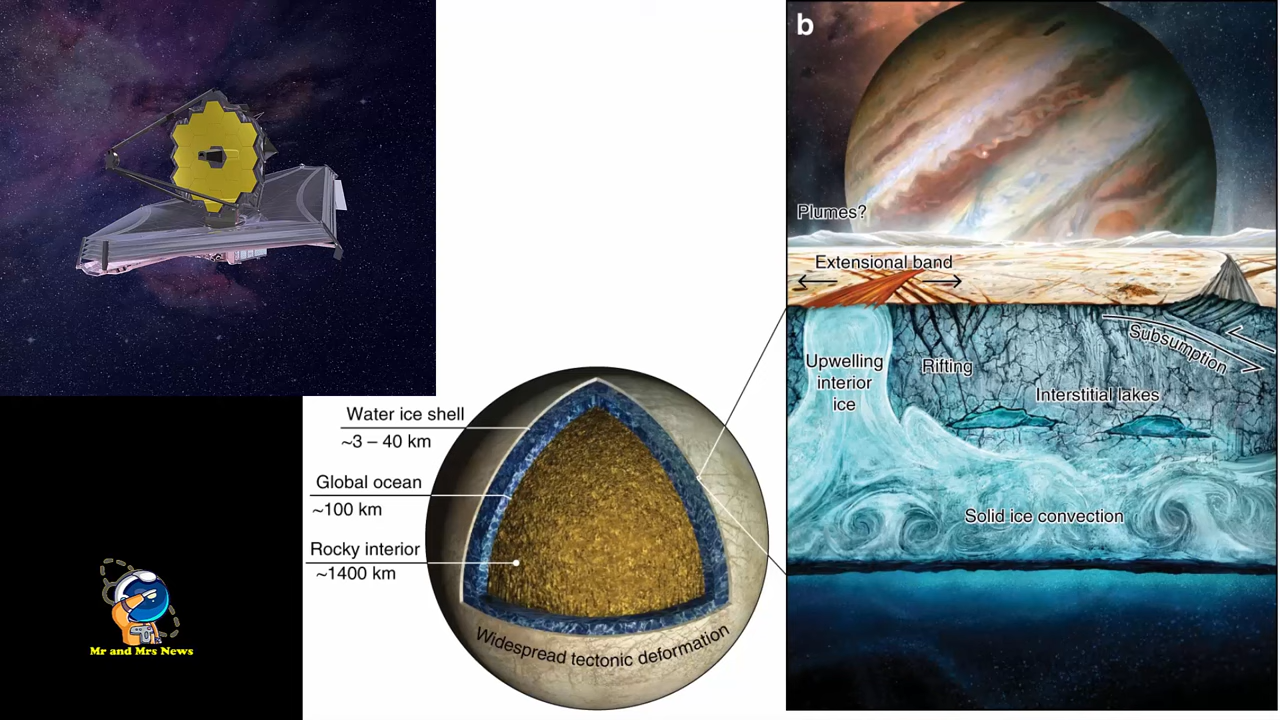 b
Plumes?
Extensional band
Subsumption
Upwelling
interior
ice
Rifting
Interstitial lakes
Solid ice convection
Water ice shell
~3 – 40 km
Global ocean
~100 km
Rocky interior
~1400 km
Widespread tectonic deformation
Mr and Mrs News